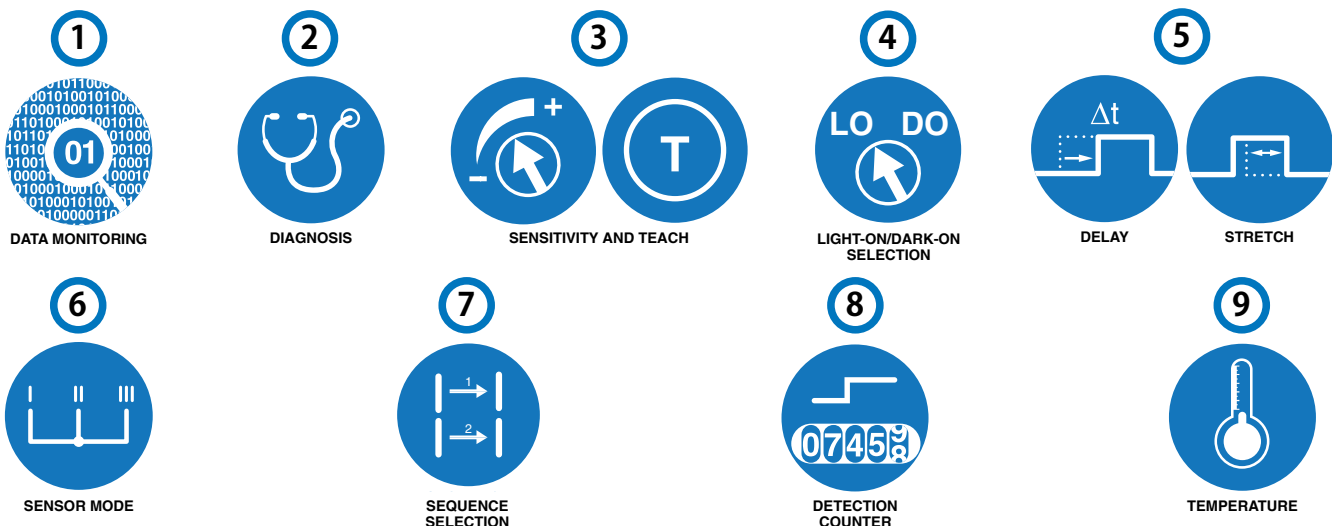 1
2
3
4
5
01
+
-
T
LO DO
Δt
DATA MONITORING
DIAGNOSIS
SENSITIVITY AND TEACH
LIGHT-ON/DARK-ON
SELECTION
DELAY
STRETCH
6
7
8
9
I II III
1
2
0745
SENSOR MODE
SEQUENCE
SELECTION
DETECTION
COUNTER
TEMPERATURE